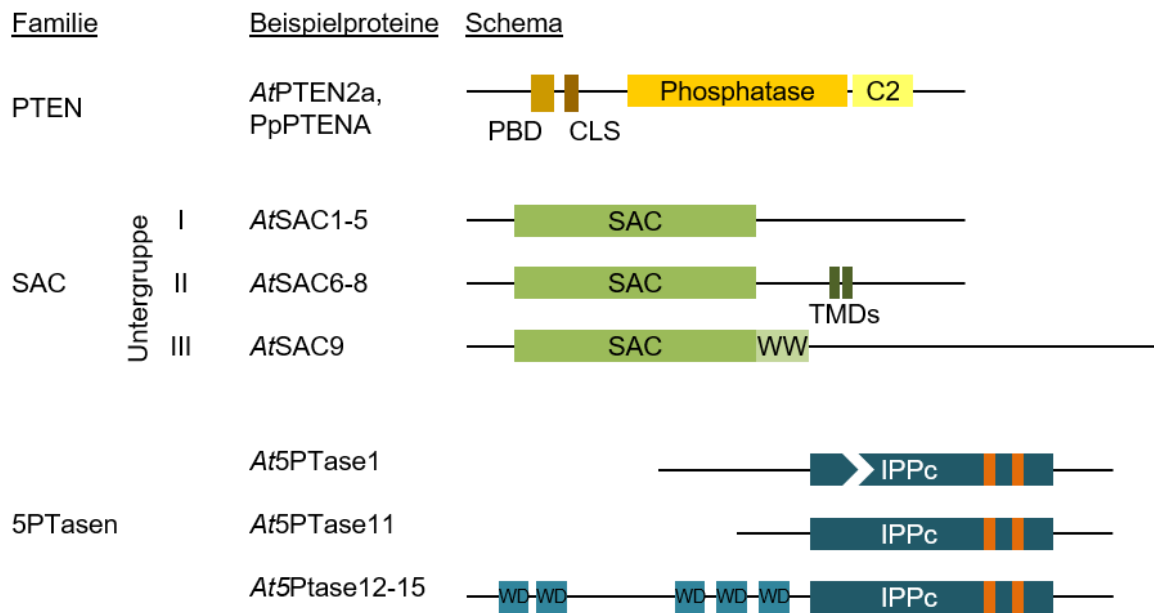 Familie Beispielproteine Schema
PTEN
AtPTEN2a,
PpPTENA
Phosphatase C2
PBD CLS
SAC
Untergruppe
I AtSAC1-5 SAC
II AtSAC6-8 SAC
TMDs
III AtSAC9 SAC WW
5PTasen
At5PTase1 IPPc
At5PTase11 IPPc
At5Ptase12-15 WD WD WD WD WD IPPc